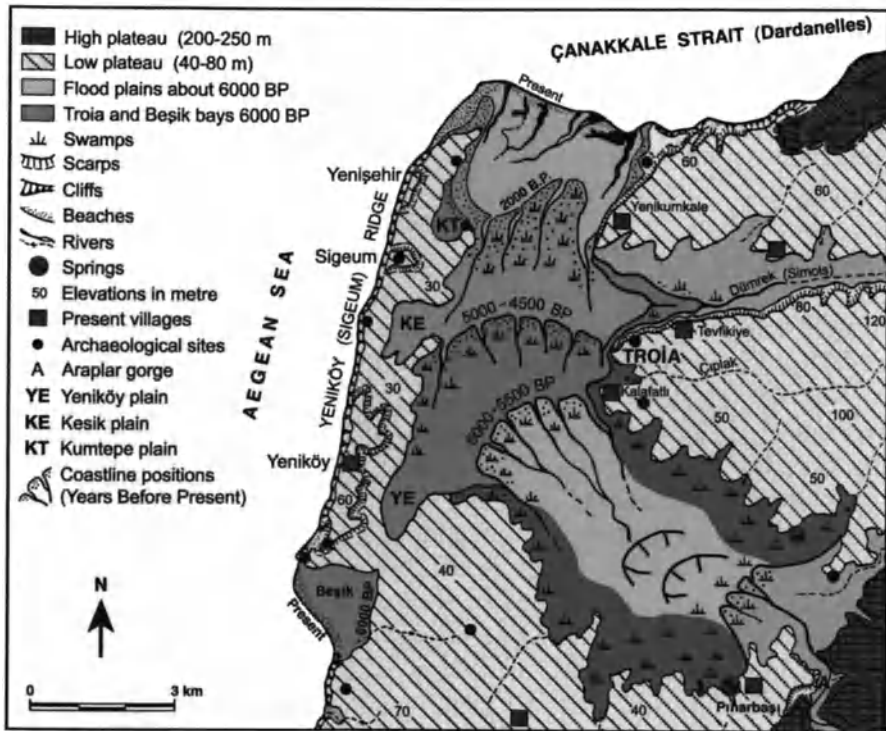 High plateau (200-250 m
Low plateau (40-80 m)
Flood plains about 6000 BP
Troia and Beşik bays 6000 BP
Swamps
Scarps
Cliffs
Beaches
Rivers
Springs
50 Elevations in metre
Present villages
Archaeological sites
A Araplar gorge
YE Yeniköy plain
KE Kesik plain
KT Kumtepe plain
Coastline positions
(Years Before Present)
N
0 3 km
ÇANAKKALE STRAIT (Dardanelles)
Present
60
60
Yenişehir
2000 B.P.
Yenikumkale
KT
RIDGE
Sigeum
Dümrek (Simois)
30
AEGEAN SEA
YENİKÖY (SIGEUM)
KE
5000-4500 BP
80
120
Tevfikiye
TROİA
Çıplak
30
Kalafatlı
6000-5500 BP
50
100
Yeniköy
50
60
YE
40
Beşik
6000 BP
Present
A
Pınarbaşı
70
40